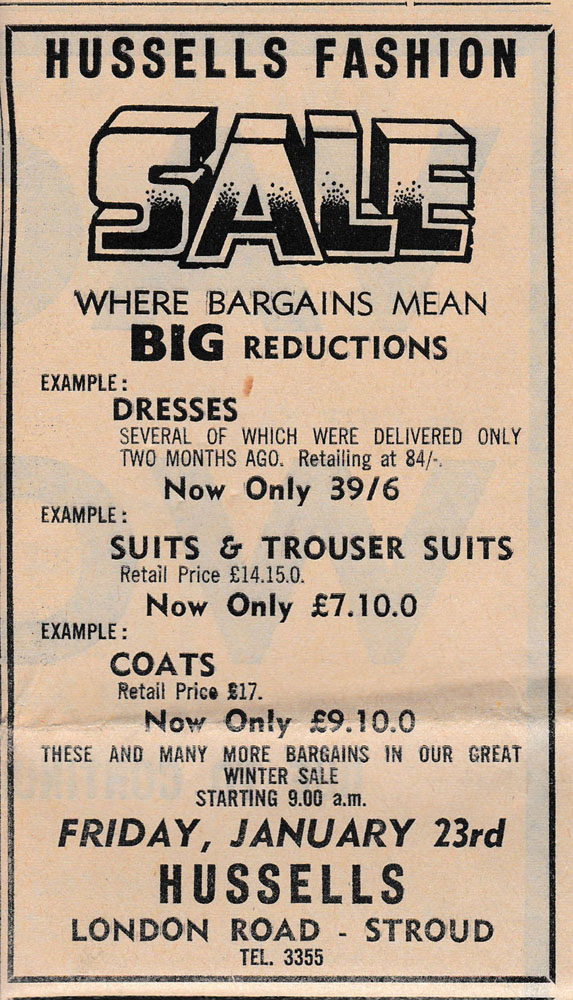 HUSSELLS FASHION
SALE
WHERE BARGAINS MEAN
BIG REDUCTIONS
EXAMPLE:
DRESSES
SEVERAL OF WHICH WERE DELIVERED ONLY
TWO MONTHS AGO. Retailing at 84/-.
Now Only 39/6
EXAMPLE:
SUITS & TROUSER SUITS
Retail Price £14.15.0.
Now Only £7.10.0
EXAMPLE:
COATS
Retail Price £17.
Now Only £9.10.0
THESE AND MANY MORE BARGAINS IN OUR GREAT
WINTER SALE
STARTING 9.00 a.m.
FRIDAY, JANUARY 23rd
HUSSELLS
LONDON ROAD - STROUD
TEL. 3355